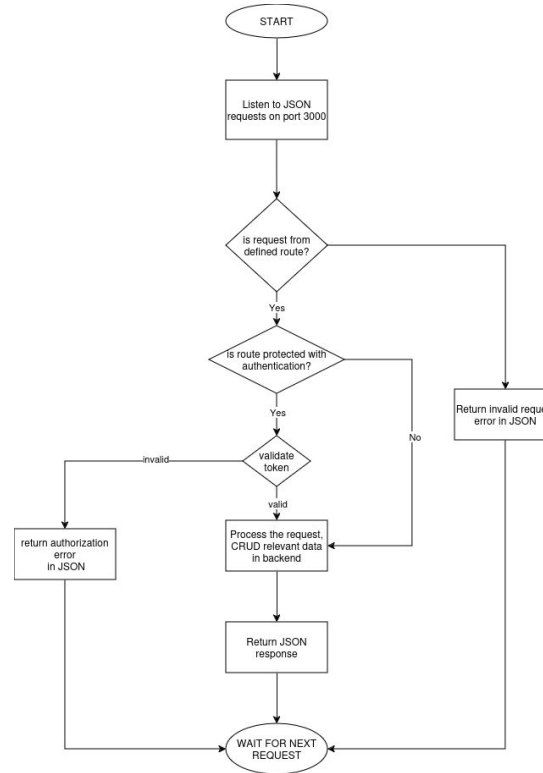 START
Listen to JSON
requests on port 3000
is request from
defined route?
Yes
is route protected with
authentication?
Yes
No
Return invalid reque
error in JSON
validate
token
invalid
valid
return authorization
error
in JSON
Process the request,
CRUD relevant data
in backend
Return JSON
response
WAIT FOR NEXT
REQUEST